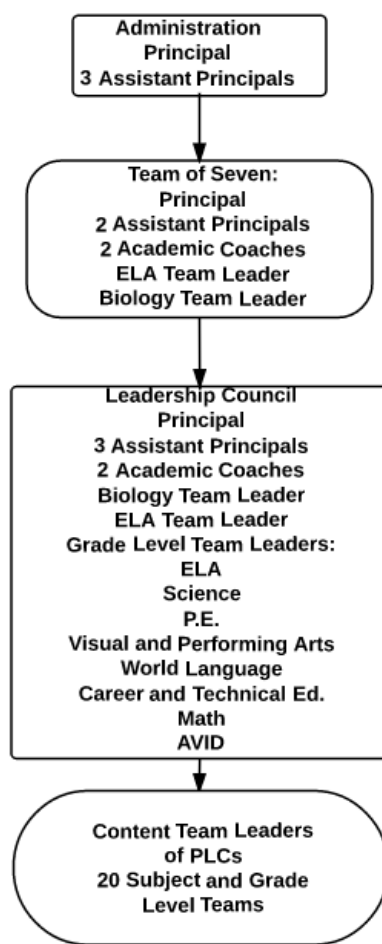 Administration
Principal
3 Assistant Principals
Team of Seven:
Principal
2 Assistant Principals
2 Academic Coaches
ELA Team Leader
Biology Team Leader
Leadership Council
Principal
3 Assistant Principals
2 Academic Coaches
Biology Team Leader
ELA Team Leader
Grade Level Team Leaders:
ELA
Science
P.E.
Visual and Performing Arts
World Language
Career and Technical Ed.
Math
AVID
Content Team Leaders
of PLCs
20 Subject and Grade
Level Teams